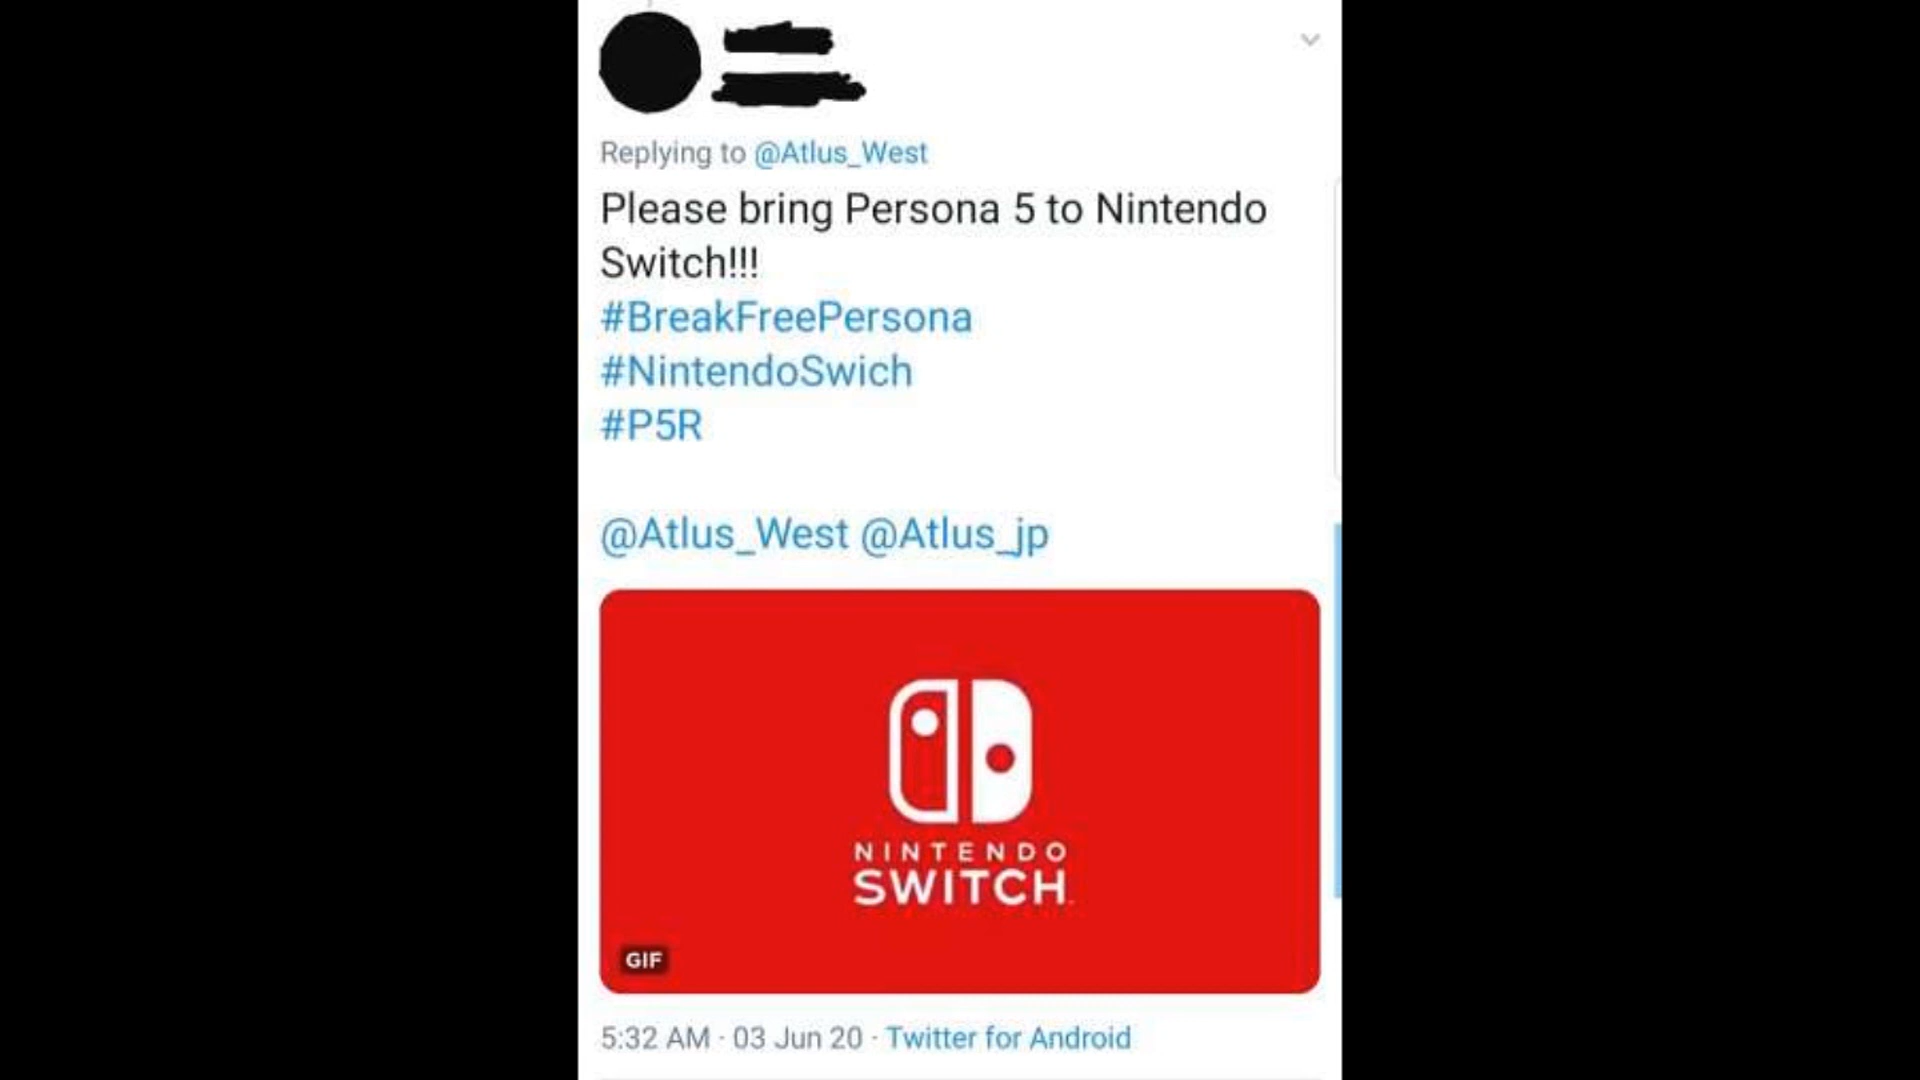 Replying to @Atlus_West
Please bring Persona 5 to Nintendo
Switch!!!
#BreakFreePersona
#NintendoSwich
#P5R
@Atlus_West @Atlus_jp
NINTENDO
SWITCH
GIF
5:32 AM · 03 Jun 20 · Twitter for Android